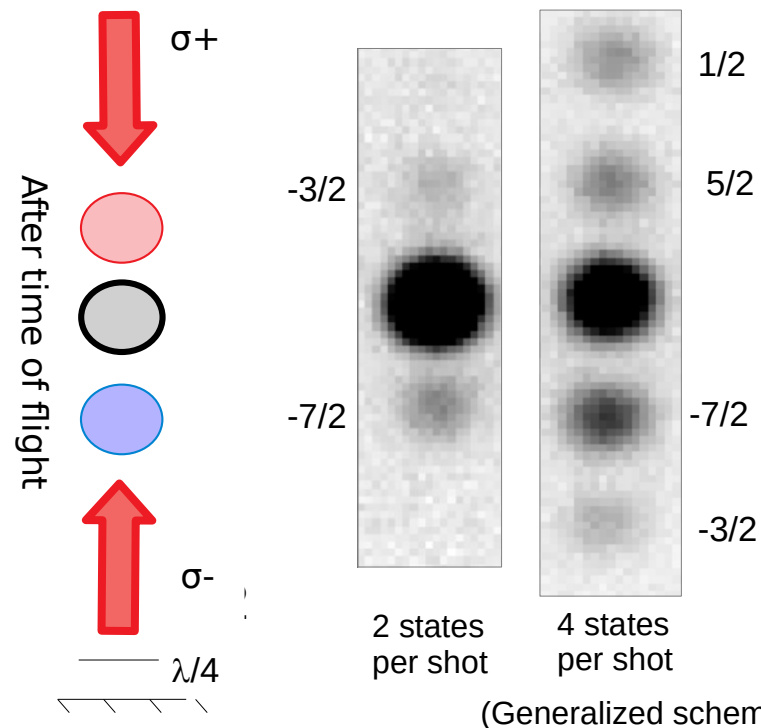 σ+
After time of flight
σ-
λ/4
-3/2
-7/2
2 states
per shot
1/2
5/2
-7/2
-3/2
4 states
per shot
(Generalized schem